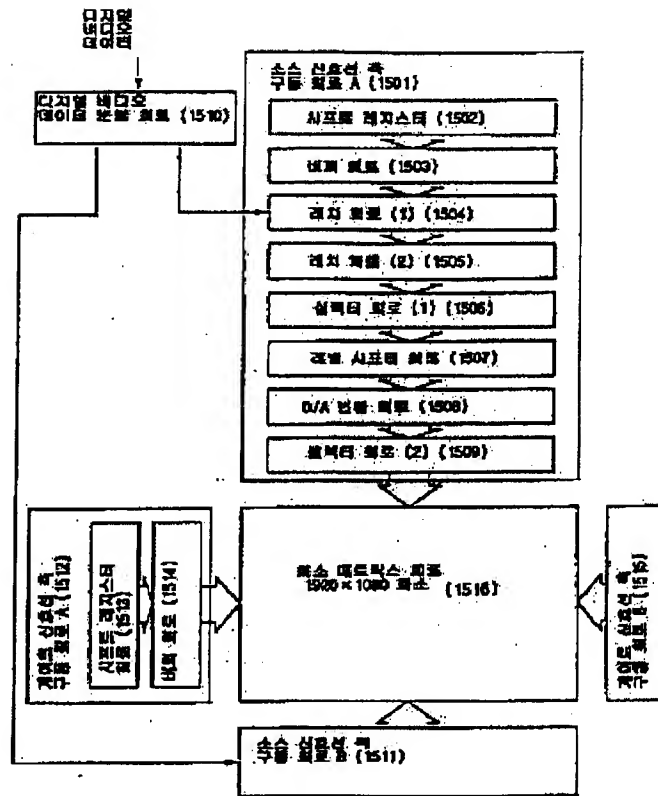 디지털
비디오
데이터
디지털 비디오
데이터 분할 회로 (1510)
소스 신호선 측
구동 회로 A (1501)
시프트 레지스터 (1502)
버퍼 회로 (1503)
래치 회로 (1) (1504)
래치 회로 (2) (1505)
실렉터 회로 (1) (1506)
레벨 시프터 회로 (1507)
D/A 변환 회로 (1508)
실렉터 회로 (2) (1509)
게이트 신호선 측
구동 회로 A (1512)
시프트 레지스터
회로 (1513)
버퍼 회로 (1514)
화소 매트릭스 회로
1920×1080 화소
(1516)
게이트 신호선 측
구동 회로 B (1515)
소스 신호선 측
구동 회로 B (1511)